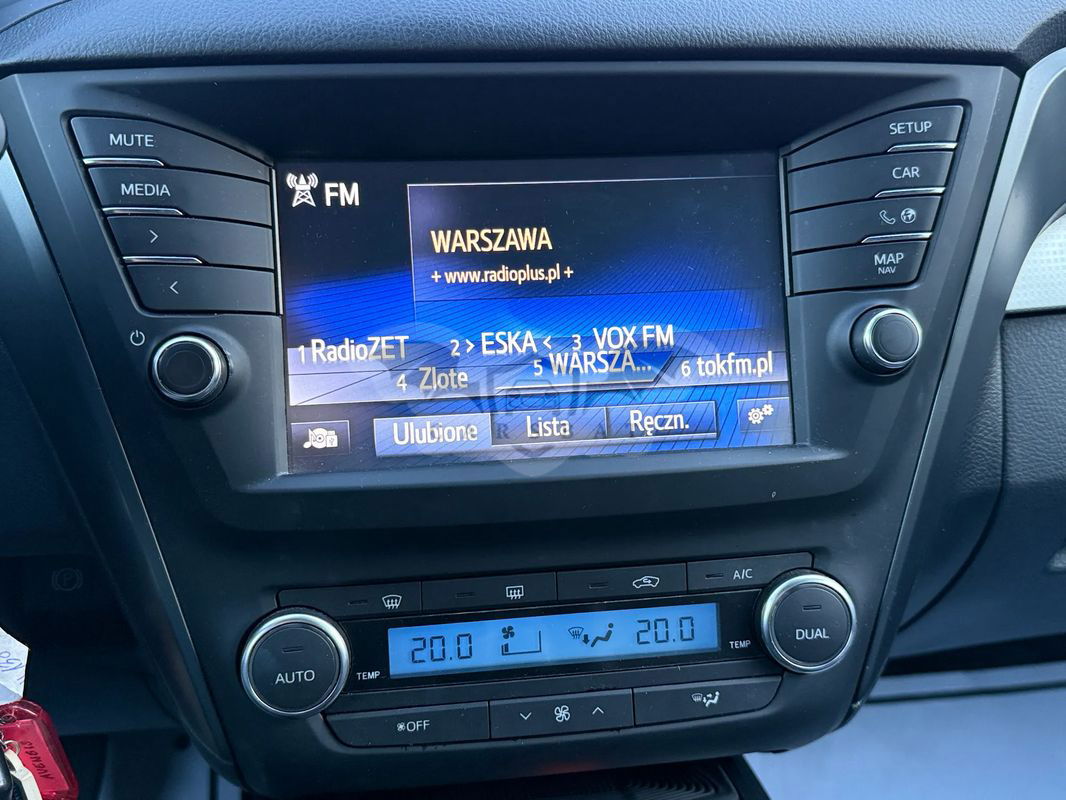 MUTE
MEDIA
SETUP
CAR
MAP
NAV
FM
WARSZAWA
+ www.radioplus.pl +
1 RadioZET
2 > ESKA <
3 VOX FM
4 Zlote
5 WARSZA...
6 tokfm.pl
Ulubione
Lista
Ręczn.
A/C
AUTO
TEMP
20.0
20.0
TEMP
DUAL
OFF